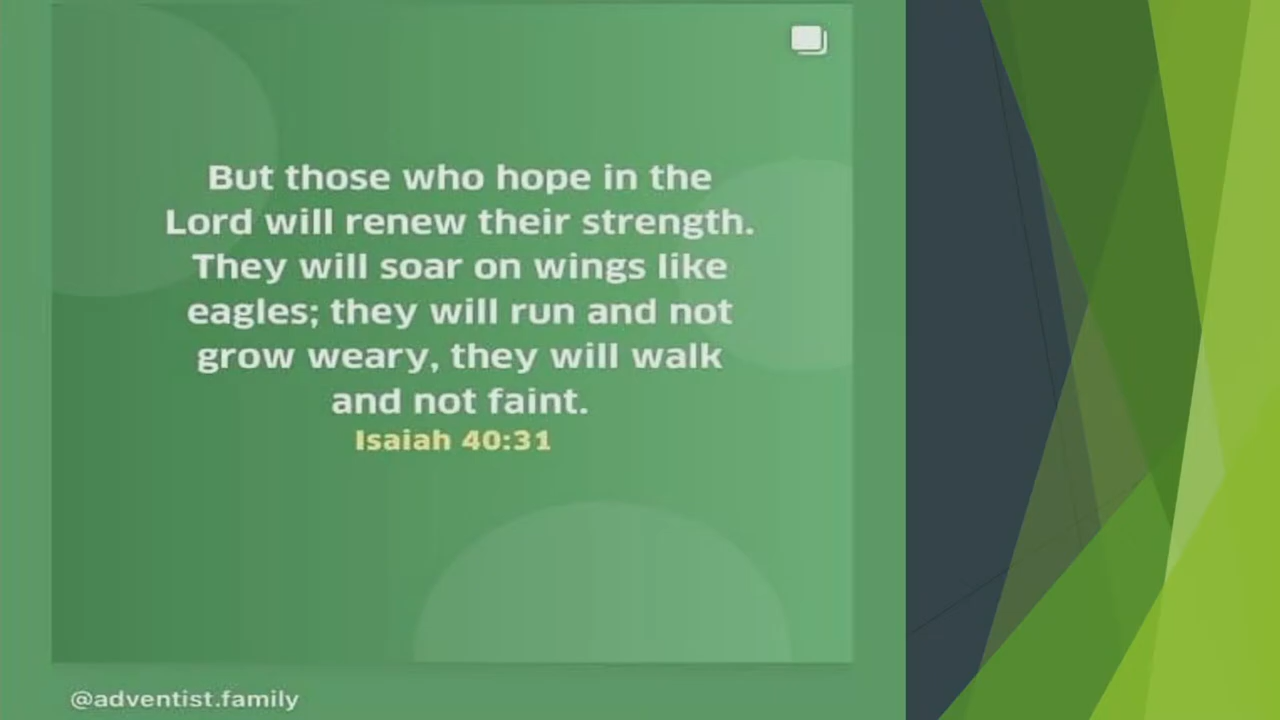 But those who hope in the
Lord will renew their strength.
They will soar on wings like
eagles; they will run and not
grow weary, they will walk
and not faint.
Isaiah 40:31
@adventist.family